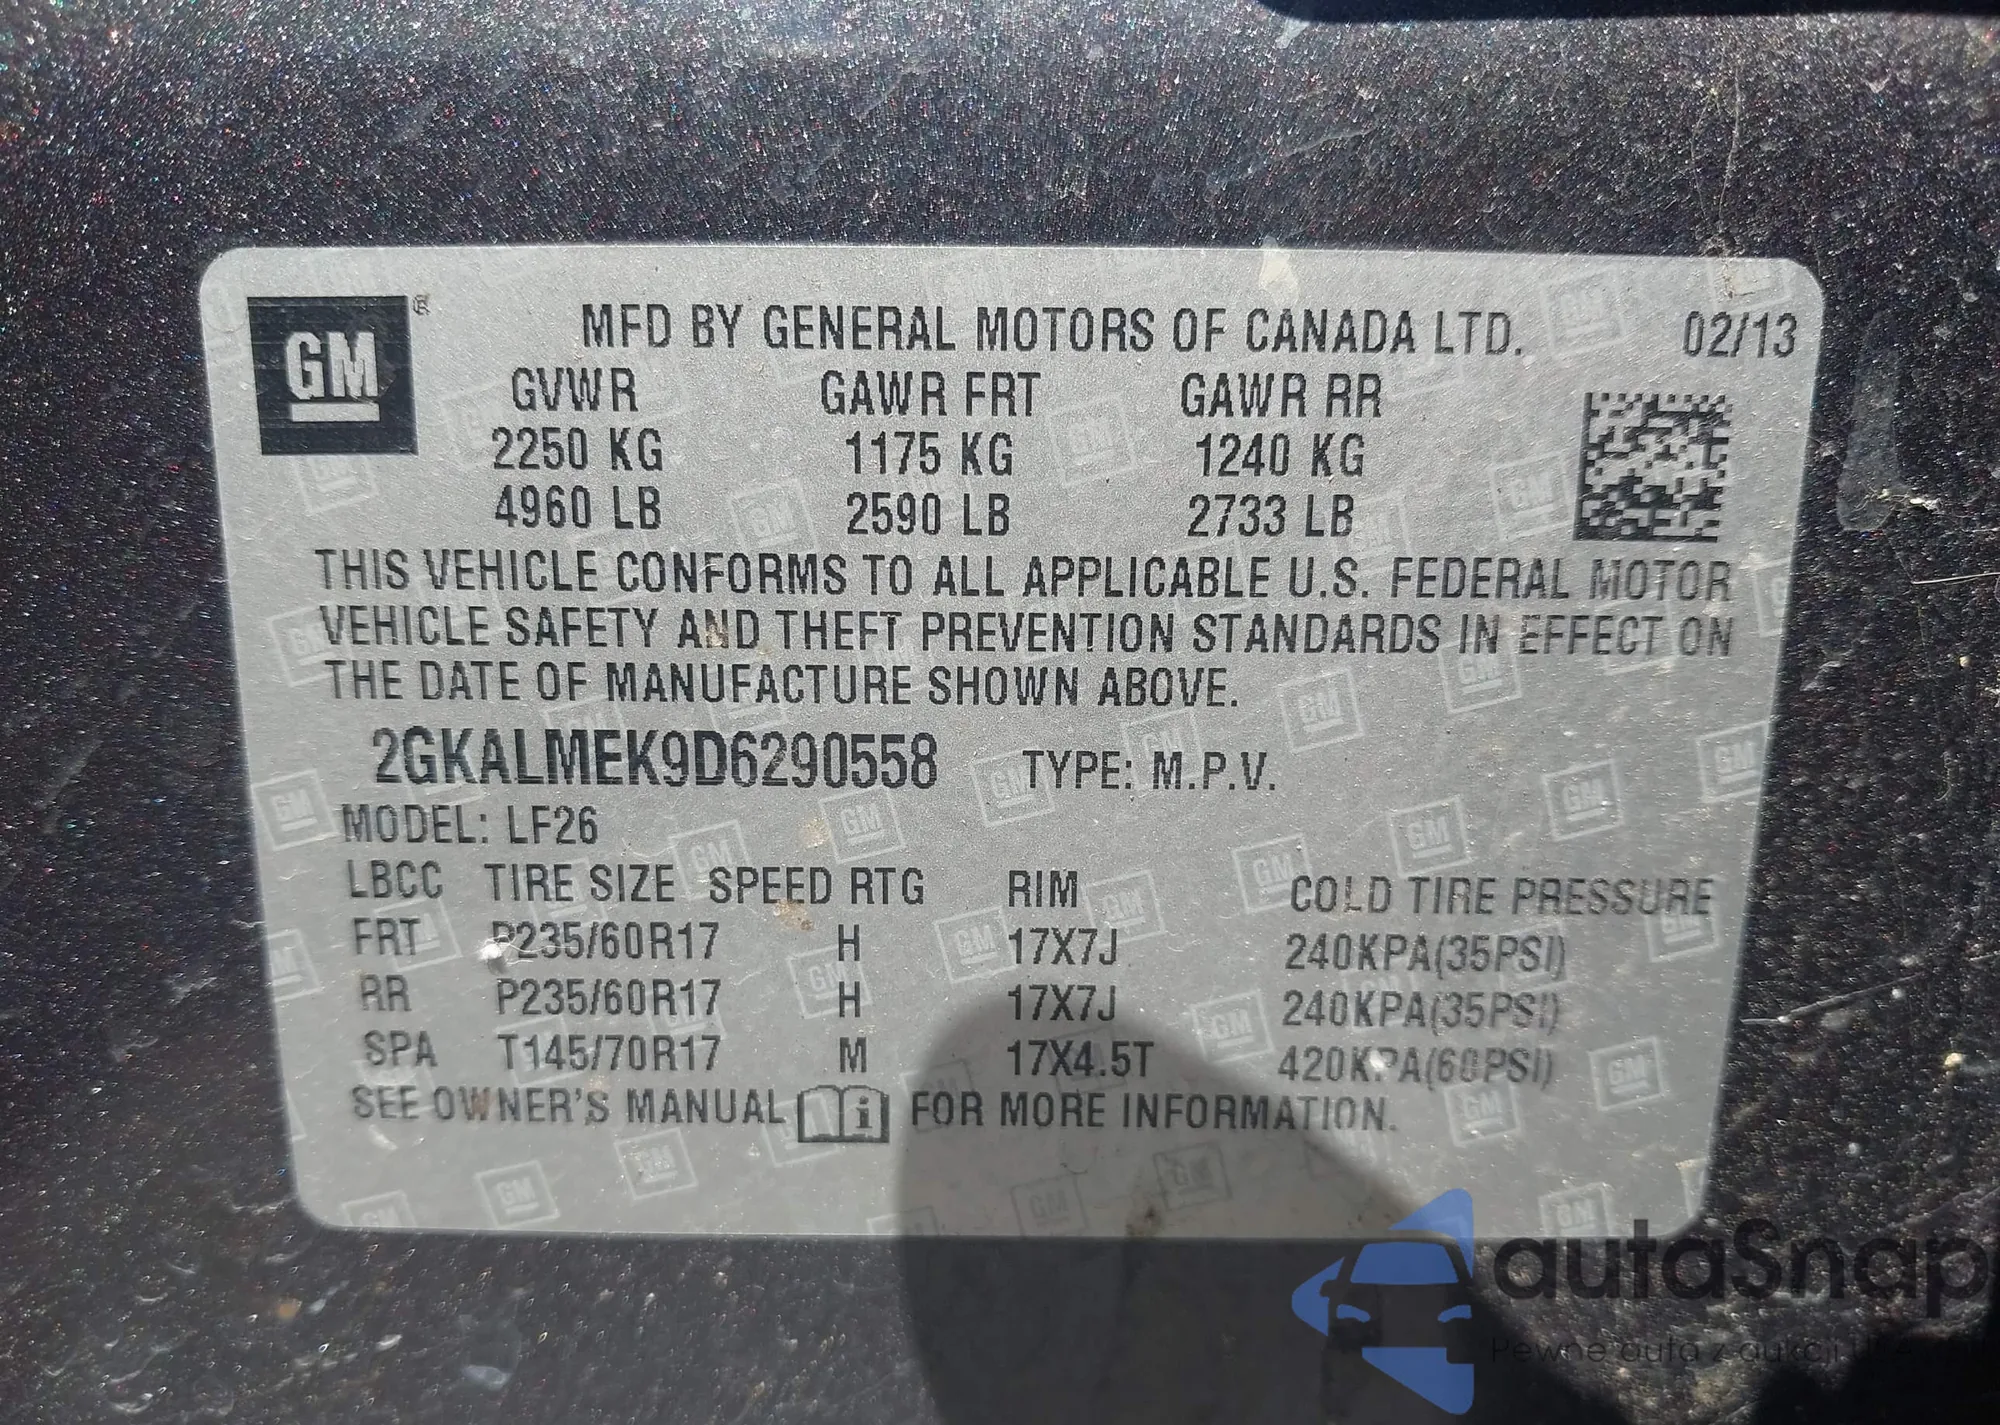 GM ®
MFD BY GENERAL MOTORS OF CANADA LTD. 02/13
GVWR GAWR FRT GAWR RR
2250 KG 1175 KG 1240 KG
4960 LB 2590 LB 2733 LB
THIS VEHICLE CONFORMS TO ALL APPLICABLE U.S. FEDERAL MOTOR
VEHICLE SAFETY AND THEFT PREVENTION STANDARDS IN EFFECT ON
THE DATE OF MANUFACTURE SHOWN ABOVE.
2GKALMEK9D6290558 TYPE: M.P.V.
MODEL: LF26
LBCC TIRE SIZE SPEED RTG RIM COLD TIRE PRESSURE
FRT P235/60R17 H 17X7J 240KPA(35PSI)
RR P235/60R17 H 17X7J 240KPA(35PSI)
SPA T145/70R17 M 17X4.5T 420KPA(60PSI)
SEE OWNER'S MANUAL i FOR MORE INFORMATION.
autaSnap
Pewne auta z aukcji